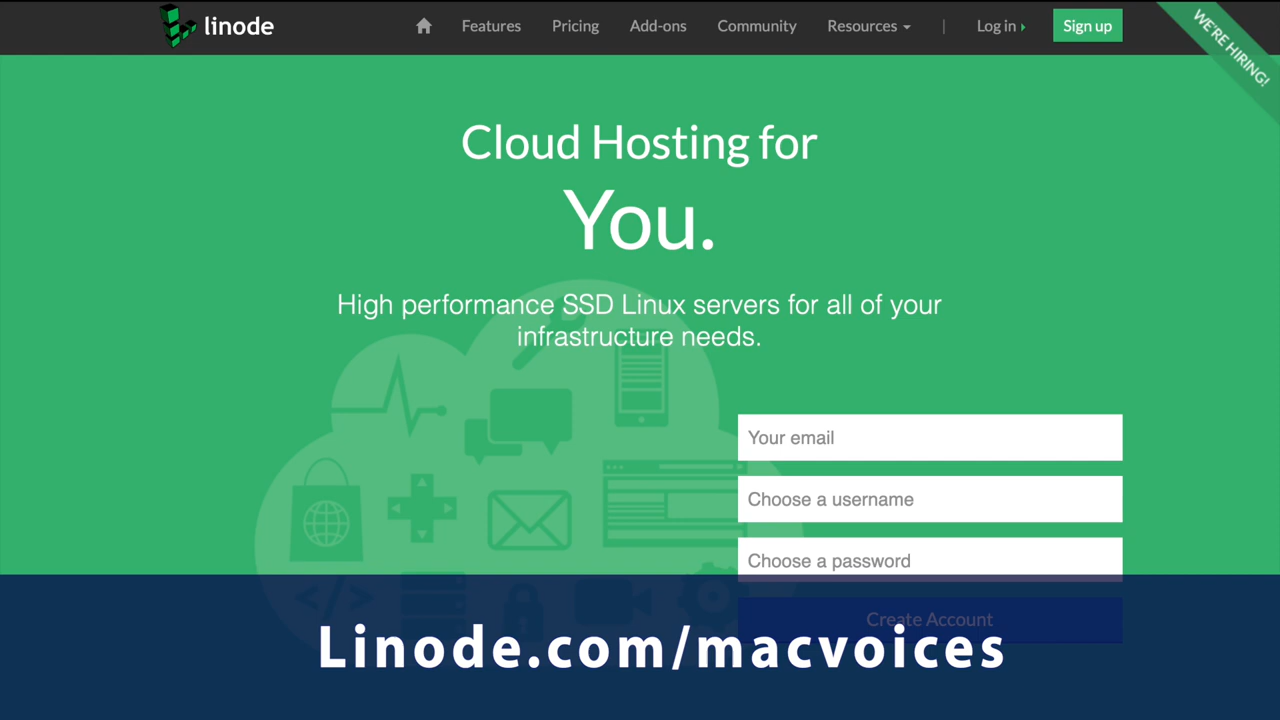 linode
Features Pricing Add-ons Community Resources | Log in Sign up
WE'RE HIRING!
Cloud Hosting for
You.
High performance SSD Linux servers for all of your
infrastructure needs.
Your email
Choose a username
Choose a password
Create Account
Linode.com/macvoices